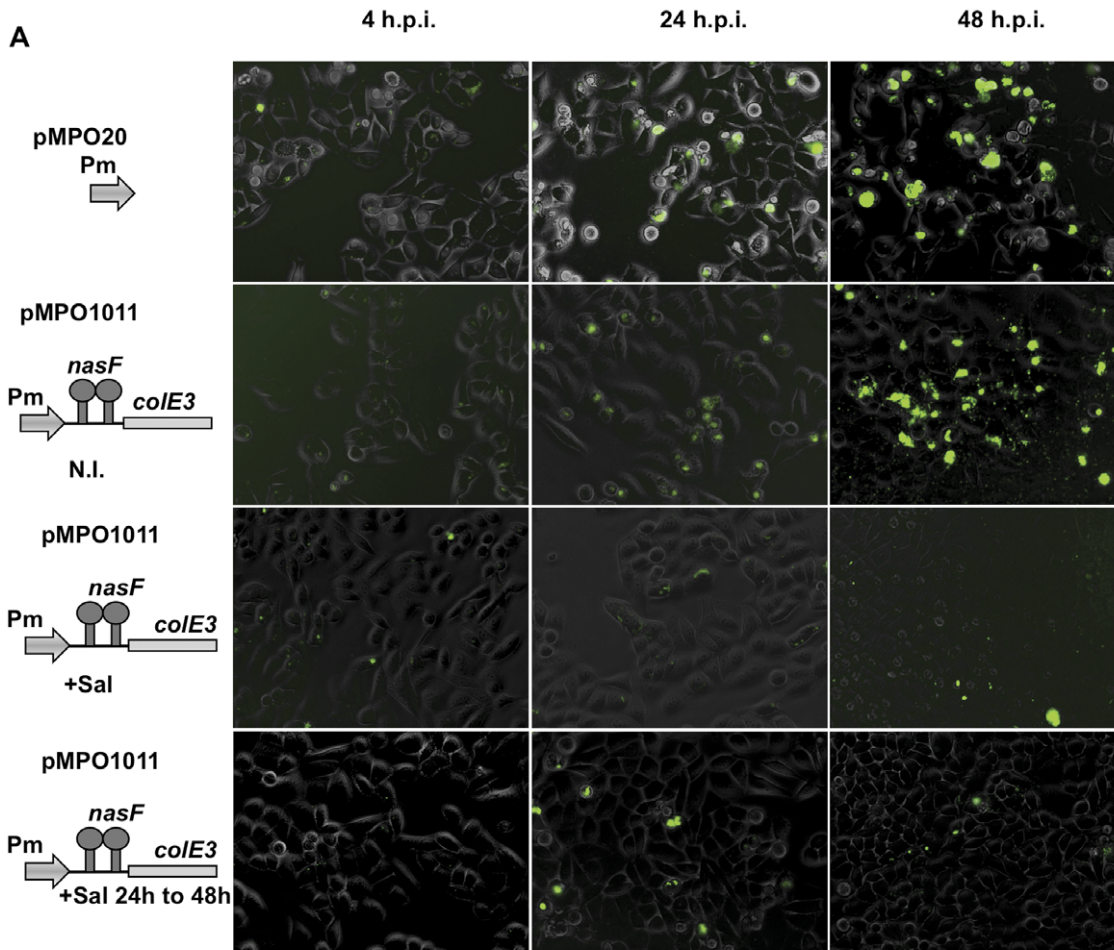 A
4 h.p.i. 24 h.p.i. 48 h.p.i.
pMPO20
Pm
pMPO1011
nasF
Pm colE3
N.I.
pMPO1011
nasF
Pm colE3
+Sal
pMPO1011
nasF
Pm colE3
+Sal 24h to 48h